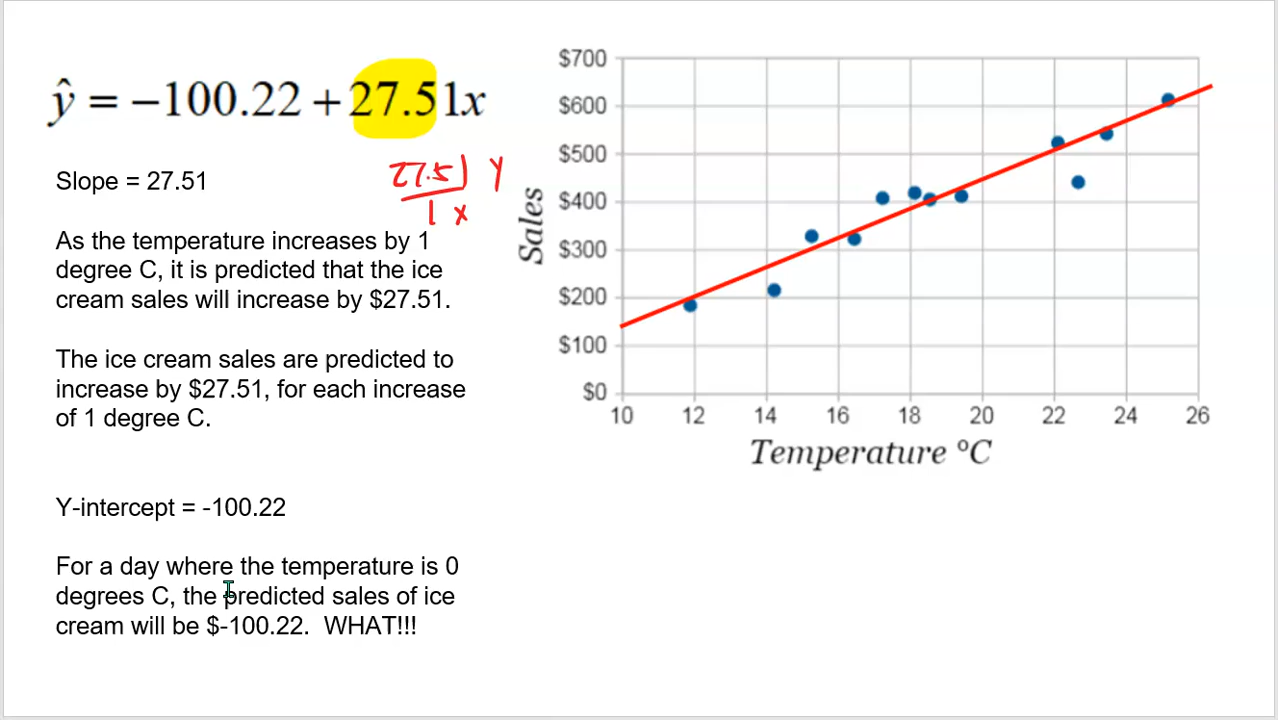 ŷ = −100.22 + 27.51x
Slope = 27.51
27.51 y
1 x
As the temperature increases by 1
degree C, it is predicted that the ice
cream sales will increase by $27.51.
The ice cream sales are predicted to
increase by $27.51, for each increase
of 1 degree C.
Y-intercept = -100.22
For a day where the temperature is 0
degrees C, the predicted sales of ice
cream will be $-100.22.  WHAT!!!
$700
$600
$500
$400
$300
$200
$100
$0
Sales
10 12 14 16 18 20 22 24 26
Temperature °C